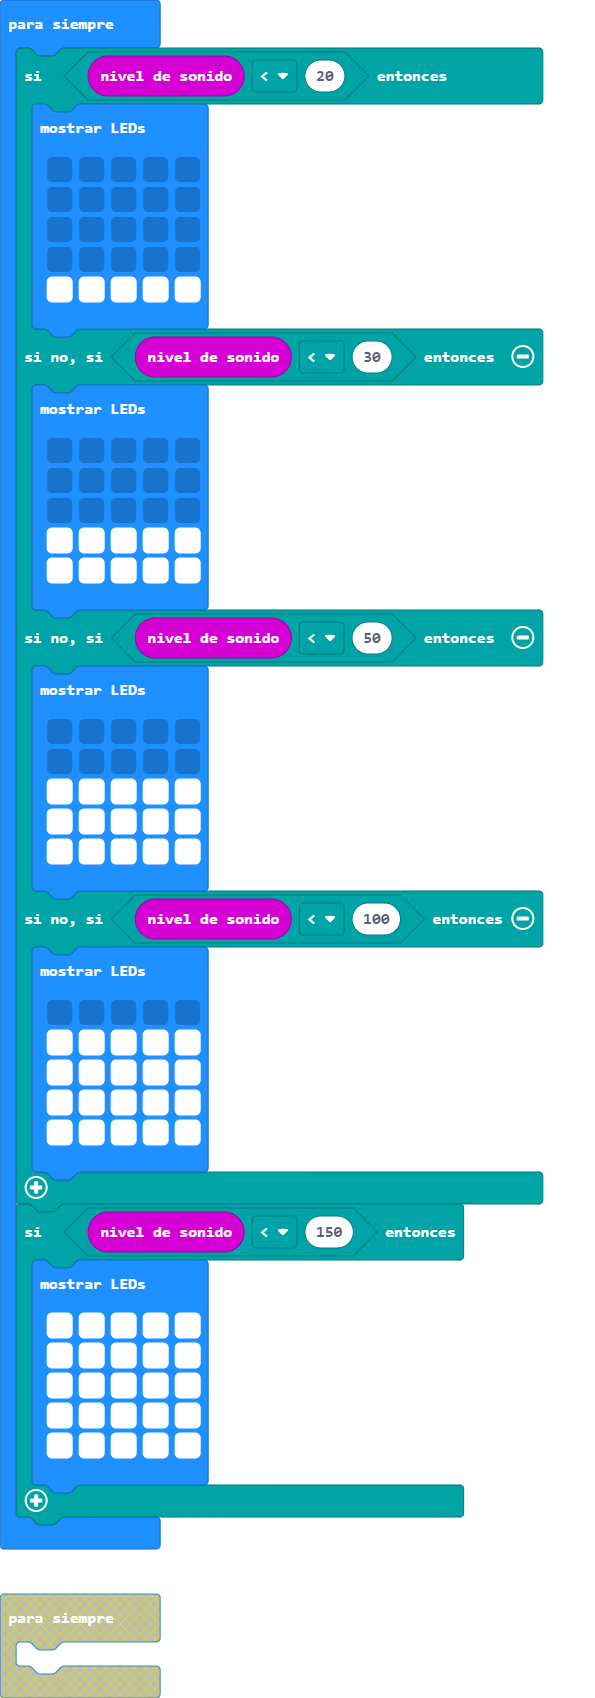 para siempre
si nivel de sonido < 20 entonces
mostrar LEDs
si no, si nivel de sonido < 30 entonces
mostrar LEDs
si no, si nivel de sonido < 50 entonces
mostrar LEDs
si no, si nivel de sonido < 100 entonces
mostrar LEDs
si nivel de sonido < 150 entonces
mostrar LEDs
para siempre